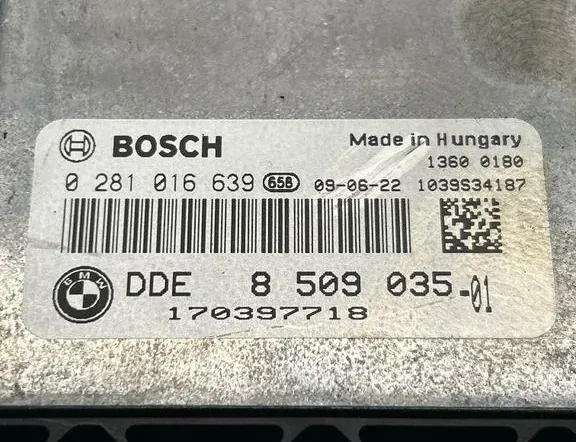 BOSCH Made in Hungary
1360 0180
0 281 016 639 658 09-06-22 1039S34187
BMW DDE 8 509 035-01
170397718